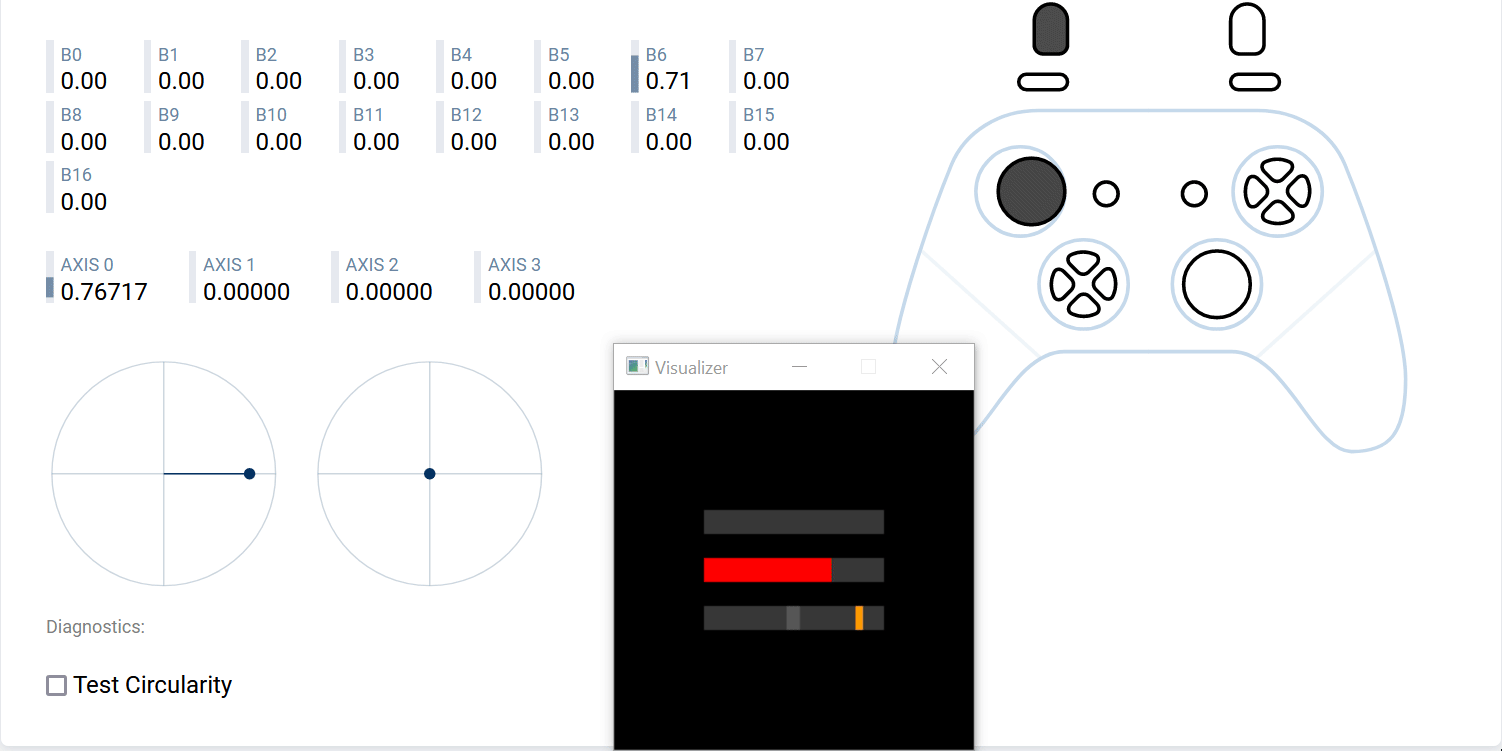 B0 B1 B2 B3 B4 B5 B6 B7
0.00 0.00 0.00 0.00 0.00 0.00 0.71 0.00
B8 B9 B10 B11 B12 B13 B14 B15
0.00 0.00 0.00 0.00 0.00 0.00 0.00 0.00
B16
0.00
AXIS 0 AXIS 1 AXIS 2 AXIS 3
0.76717 0.00000 0.00000 0.00000
Visualizer
Diagnostics:
Test Circularity